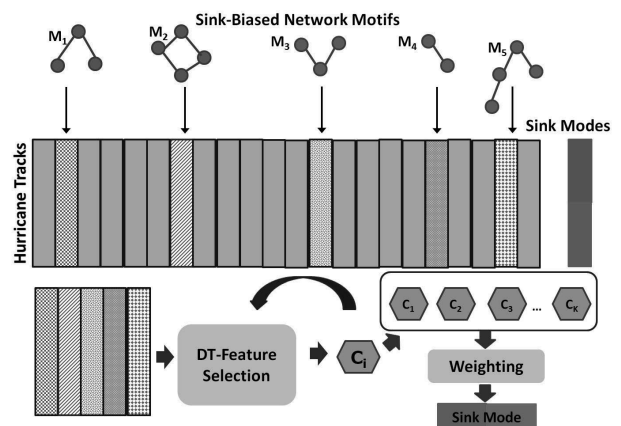 Sink-Biased Network Motifs
M1
M2
M3
M4
M5
Sink Modes
Hurricane Tracks
DT-Feature
Selection
Ci
C1
C2
C3
...
CK
Weighting
Sink Mode